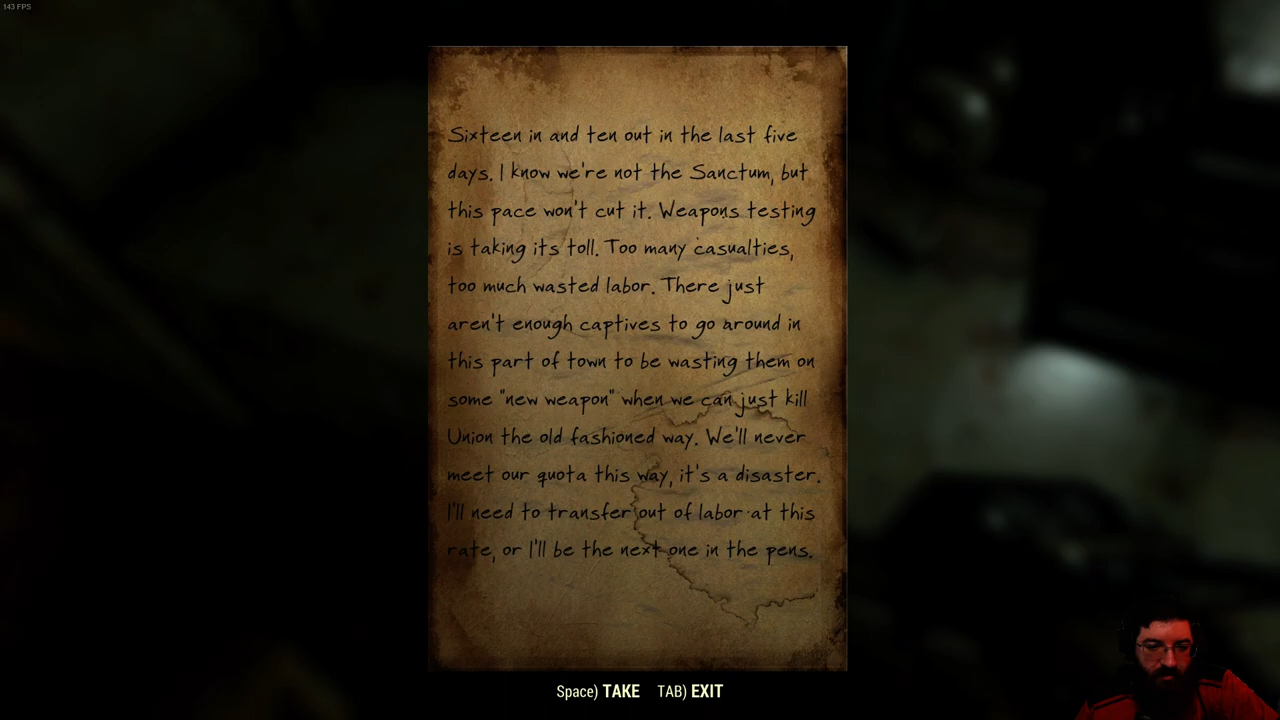 143 FPS
Sixteen in and ten out in the last five
days. I know we're not the Sanctum, but
this pace won't cut it. Weapons testing
is taking its toll. Too many casualties,
too much wasted labor. There just
aren't enough captives to go around in
this part of town to be wasting them on
some "new weapon" when we can just kill
Union the old fashioned way. We'll never
meet our quota this way, it's a disaster.
I'll need to transfer out of labor at this
rate, or I'll be the next one in the pens.
Space) TAKE TAB) EXIT